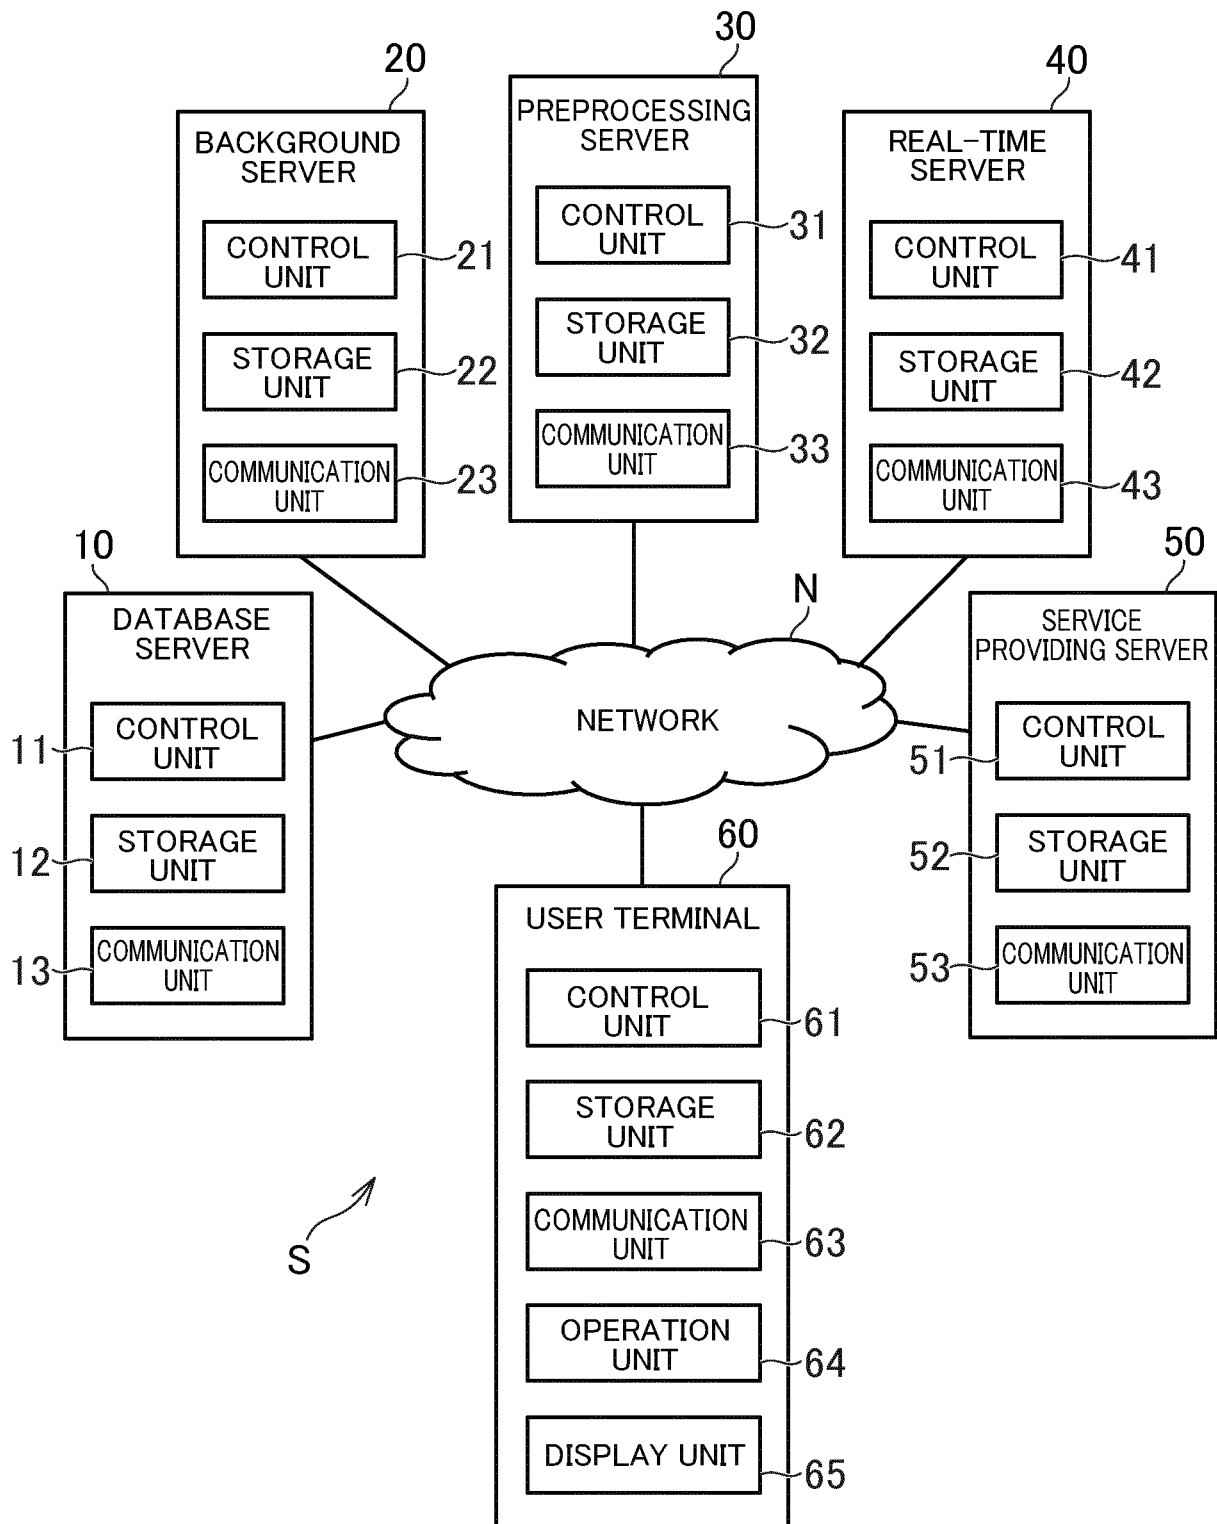 20
BACKGROUND
SERVER
CONTROL
UNIT
21
STORAGE
UNIT
22
COMMUNICATION
UNIT
23
30
PREPROCESSING
SERVER
CONTROL
UNIT
31
STORAGE
UNIT
32
COMMUNICATION
UNIT
33
40
REAL-TIME
SERVER
CONTROL
UNIT
41
STORAGE
UNIT
42
COMMUNICATION
UNIT
43
10
DATABASE
SERVER
CONTROL
UNIT
11
STORAGE
UNIT
12
COMMUNICATION
UNIT
13
N
NETWORK
50
SERVICE
PROVIDING SERVER
CONTROL
UNIT
51
STORAGE
UNIT
52
COMMUNICATION
UNIT
53
60
USER TERMINAL
CONTROL
UNIT
61
STORAGE
UNIT
62
COMMUNICATION
UNIT
63
OPERATION
UNIT
64
DISPLAY UNIT
65
S